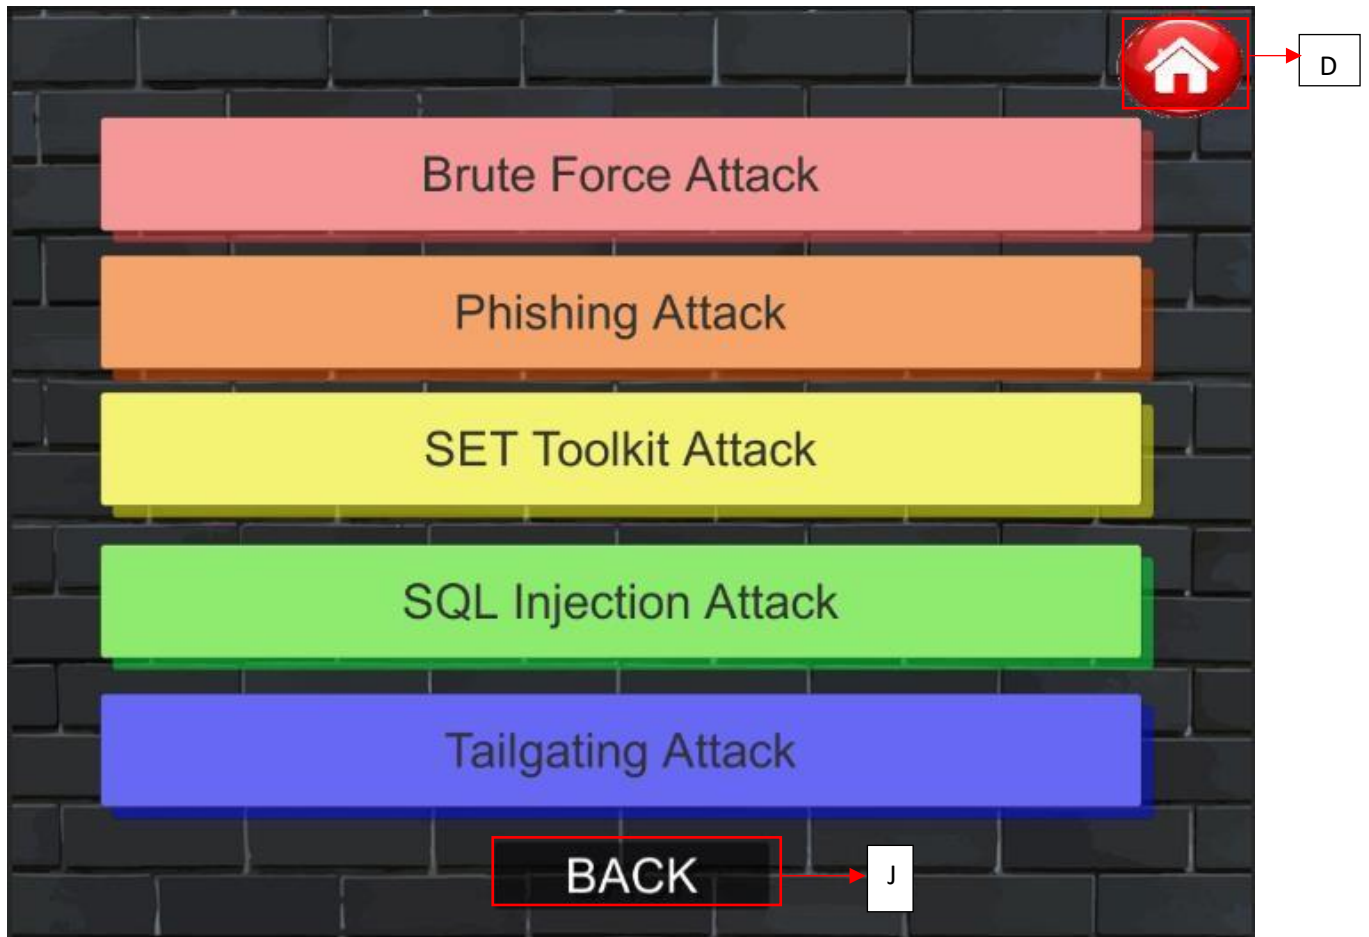 D
Brute Force Attack
Phishing Attack
SET Toolkit Attack
SQL Injection Attack
Tailgating Attack
BACK
J